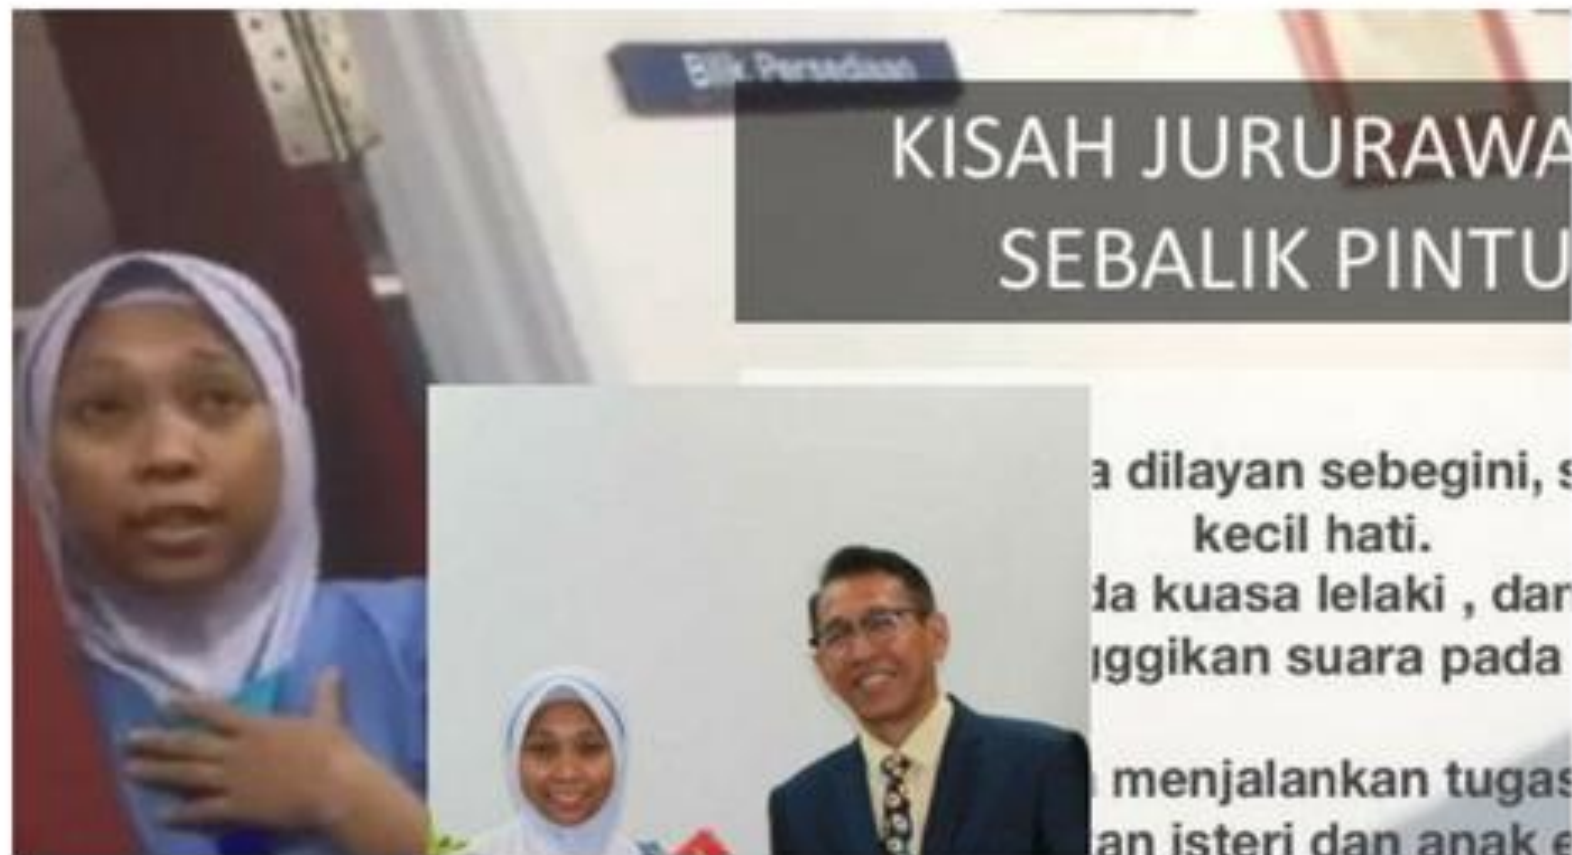 Bilik Persediaan
KISAH JURURAWA
SEBALIK PINTU
a dilayan sebegini, s
kecil hati.
da kuasa lelaki , dan
ggikan suara pada
menjalankan tugas
an isteri dan anak e